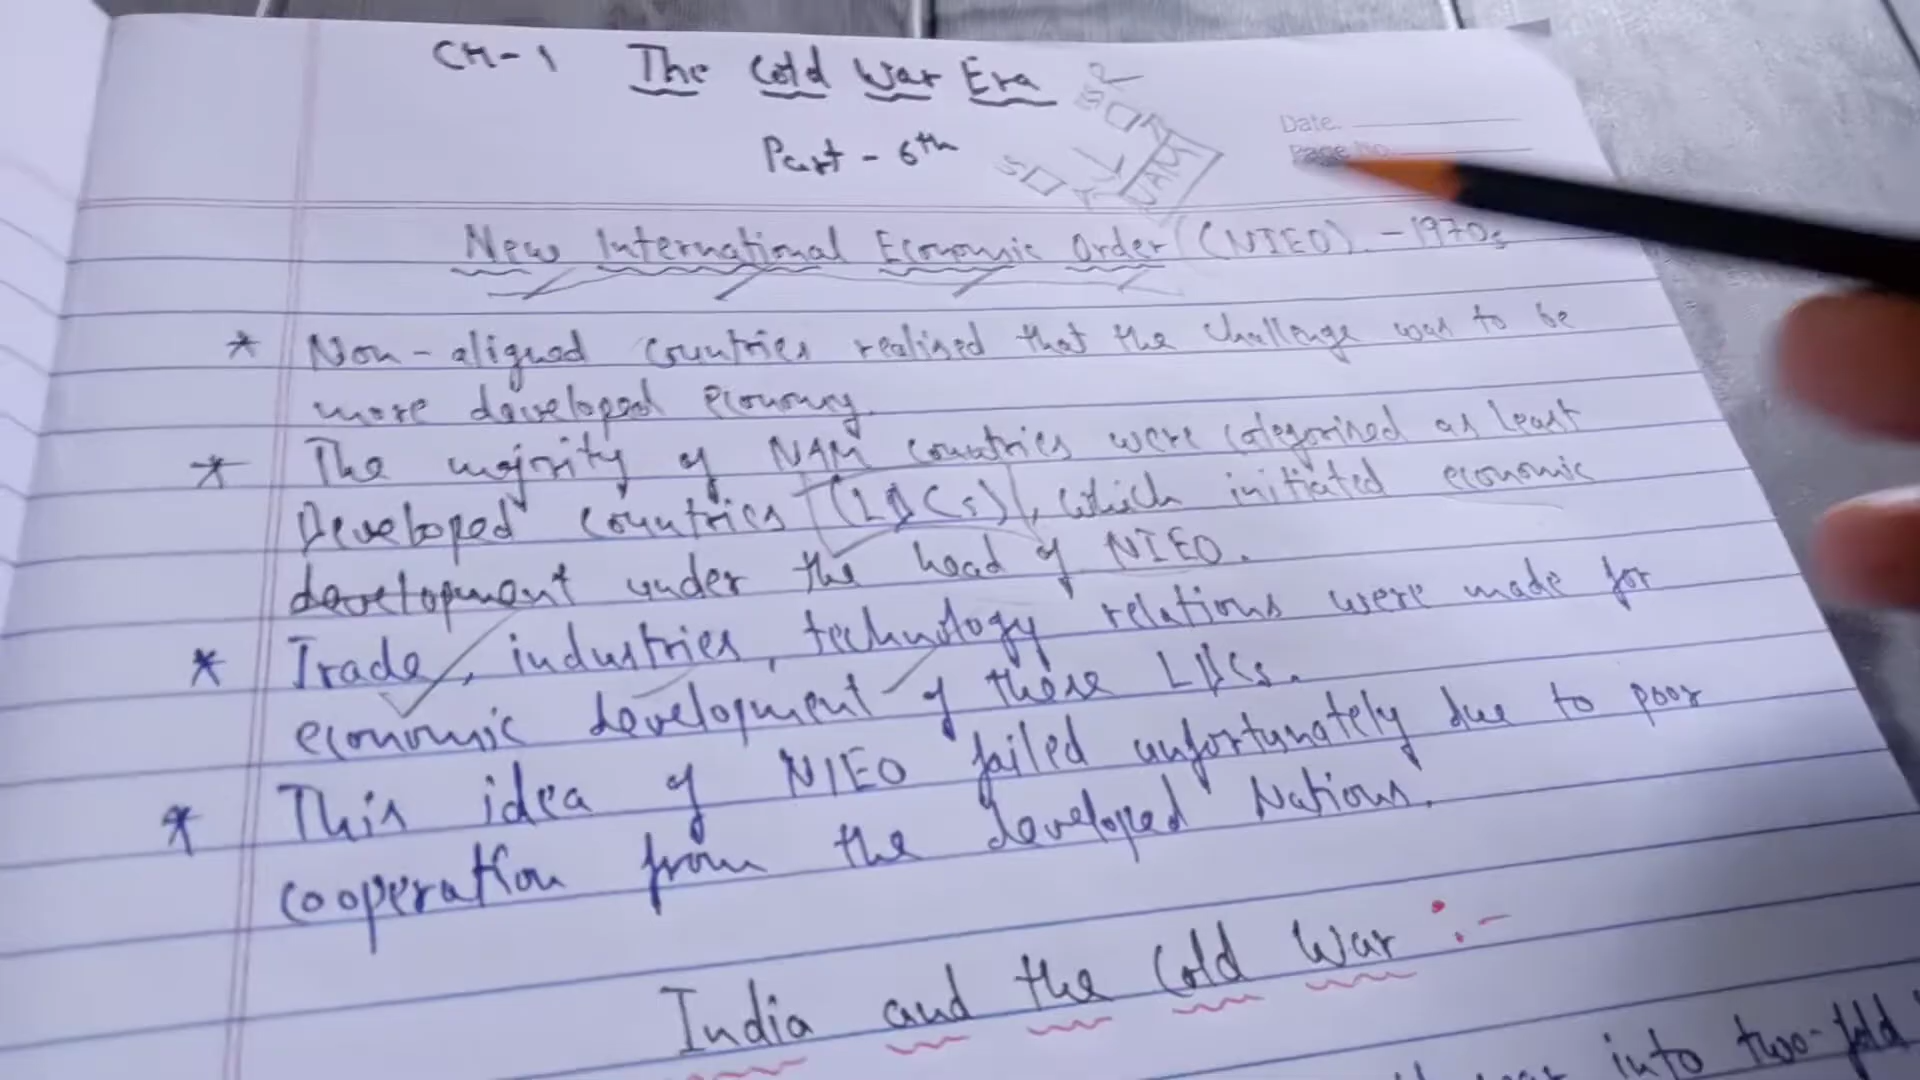 CH-1 The Cold War Era
Part - 6th
NAM
Date.
Page No.
New International Economic Order (NIEO) - 1970s
* Non-aligned countries realised that the challenge was to be
more developed economy.
* The majority of NAM countries were categorised as Least
Developed countries (LDCs), which initiated economic
development under the head of NIEO.
* Trade, industries, technology relations were made for
economic development of these LDCs.
* This idea of NIEO failed unfortunately due to poor
cooperation from the developed Nations.
India and the Cold War :-
into two-fold